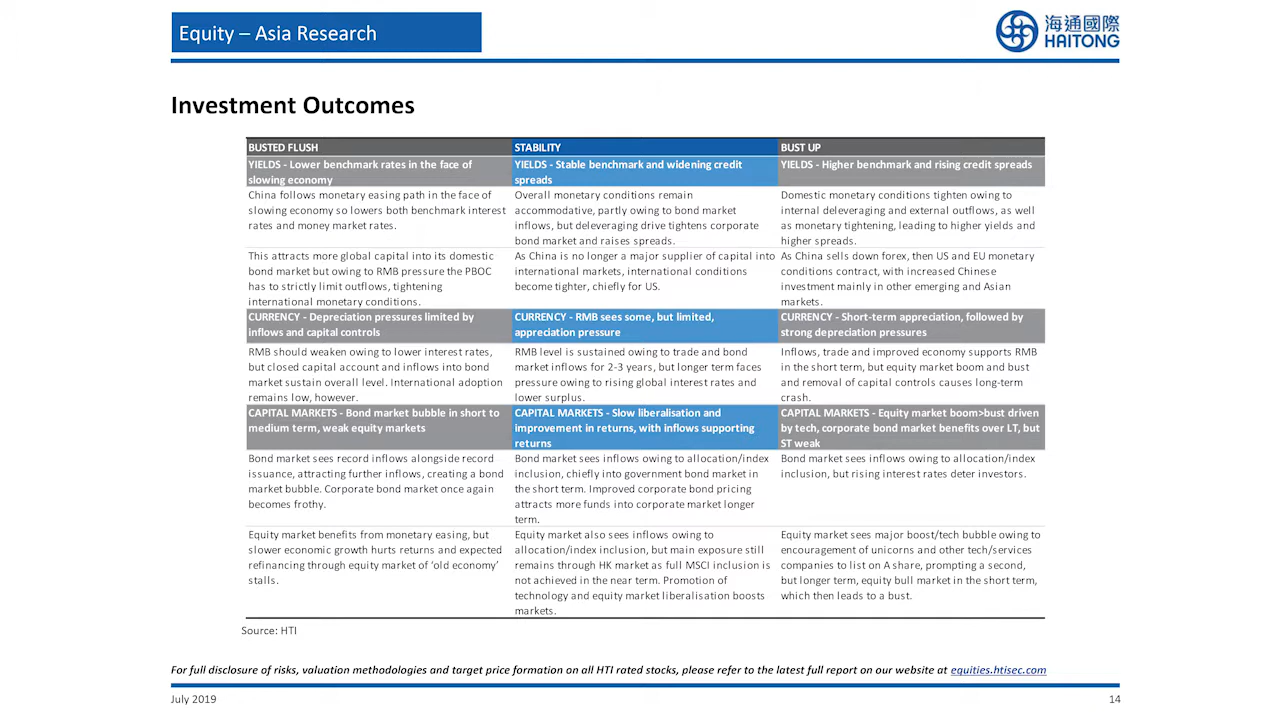 Equity – Asia Research
海通國際
HAITONG
Investment Outcomes
BUSTED FLUSH
STABILITY
BUST UP
YIELDS - Lower benchmark rates in the face of
slowing economy
YIELDS - Stable benchmark and widening credit
spreads
YIELDS - Higher benchmark and rising credit spreads
China follows monetary easing path in the face of
slowing economy so lowers both benchmark interest
rates and money market rates.
Overall monetary conditions remain
accommodative, partly owing to bond market
inflows, but deleveraging drive tightens corporate
bond market and raises spreads.
Domestic monetary conditions tighten owing to
internal deleveraging and external outflows, as well
as monetary tightening, leading to higher yields and
higher spreads.
This attracts more global capital into its domestic
bond market but owing to RMB pressure the PBOC
has to strictly limit outflows, tightening
international monetary conditions.
As China is no longer a major supplier of capital into
international markets, international conditions
become tighter, chiefly for US.
As China sells down forex, then US and EU monetary
conditions contract, with increased Chinese
investment mainly in other emerging and Asian
markets.
CURRENCY - Depreciation pressures limited by
inflows and capital controls
CURRENCY - RMB sees some, but limited,
appreciation pressure
CURRENCY - Short-term appreciation, followed by
strong depreciation pressures
RMB should weaken owing to lower interest rates,
but closed capital account and inflows into bond
market sustain overall level. International adoption
remains low, however.
RMB level is sustained owing to trade and bond
market inflows for 2-3 years, but longer term faces
pressure owing to rising global interest rates and
lower surplus.
Inflows, trade and improved economy supports RMB
in the short term, but equity market boom and bust
and removal of capital controls causes long-term
crash.
CAPITAL MARKETS - Bond market bubble in short to
medium term, weak equity markets
CAPITAL MARKETS - Slow liberalisation and
improvement in returns, with inflows supporting
returns
CAPITAL MARKETS - Equity market boom>bust driven
by tech, corporate bond market benefits over LT, but
ST weak
Bond market sees record inflows alongside record
issuance, attracting further inflows, creating a bond
market bubble. Corporate bond market once again
becomes frothy.
Bond market sees inflows owing to allocation/index
inclusion, chiefly into government bond market in
the short term. Improved corporate bond pricing
attracts more funds into corporate market longer
term.
Bond market sees inflows owing to allocation/index
inclusion, but rising interest rates deter investors.
Equity market benefits from monetary easing, but
slower economic growth hurts returns and expected
refinancing through equity market of ‘old economy’
stalls.
Equity market also sees inflows owing to
allocation/index inclusion, but main exposure still
remains through HK market as full MSCI inclusion is
not achieved in the near term. Promotion of
technology and equity market liberalisation boosts
markets.
Equity market sees major boost/tech bubble owing to
encouragement of unicorns and other tech/services
companies to list on A share, prompting a second,
but longer term, equity bull market in the short term,
which then leads to a bust.
Source: HTI
For full disclosure of risks, valuation methodologies and target price formation on all HTI rated stocks, please refer to the latest full report on our website at equities.htisec.com
July 2019
14